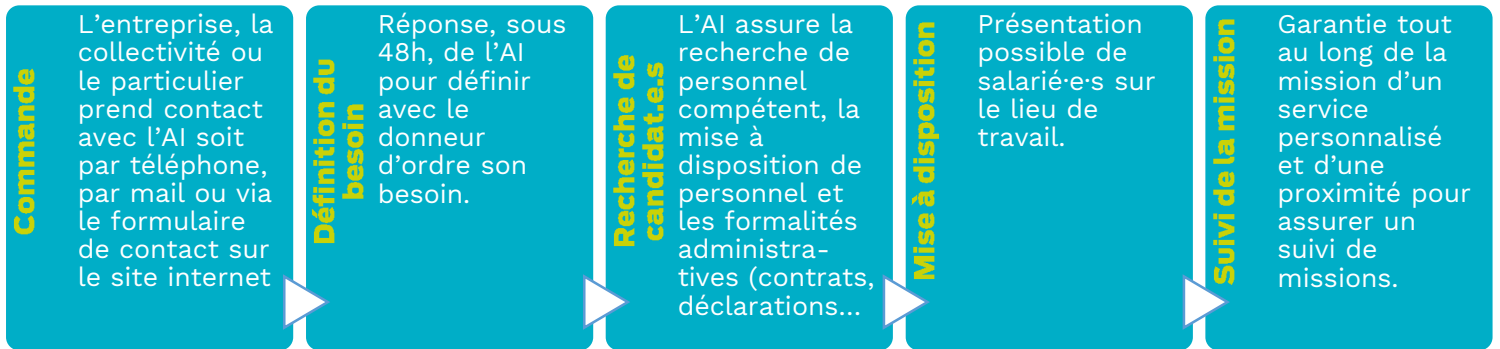 Commande
L’entreprise, la
collectivité ou
le particulier
prend contact
avec l’AI soit
par téléphone,
par mail ou via
le formulaire
de contact sur
le site internet
Définition du
besoin
Réponse, sous
48h, de l’AI
pour définir
avec le
donneur
d’ordre son
besoin.
Recherche de
candidat.e.s
L’AI assure la
recherche de
personnel
compétent, la
mise à
disposition de
personnel et
les formalités
administra-
tives (contrats,
déclarations...
Mise à disposition
Présentation
possible de
salarié·e·s sur
le lieu de
travail.
Suivi de la mission
Garantie tout
au long de la
mission d’un
service
personnalisé
et d’une
proximité pour
assurer un
suivi de
missions.